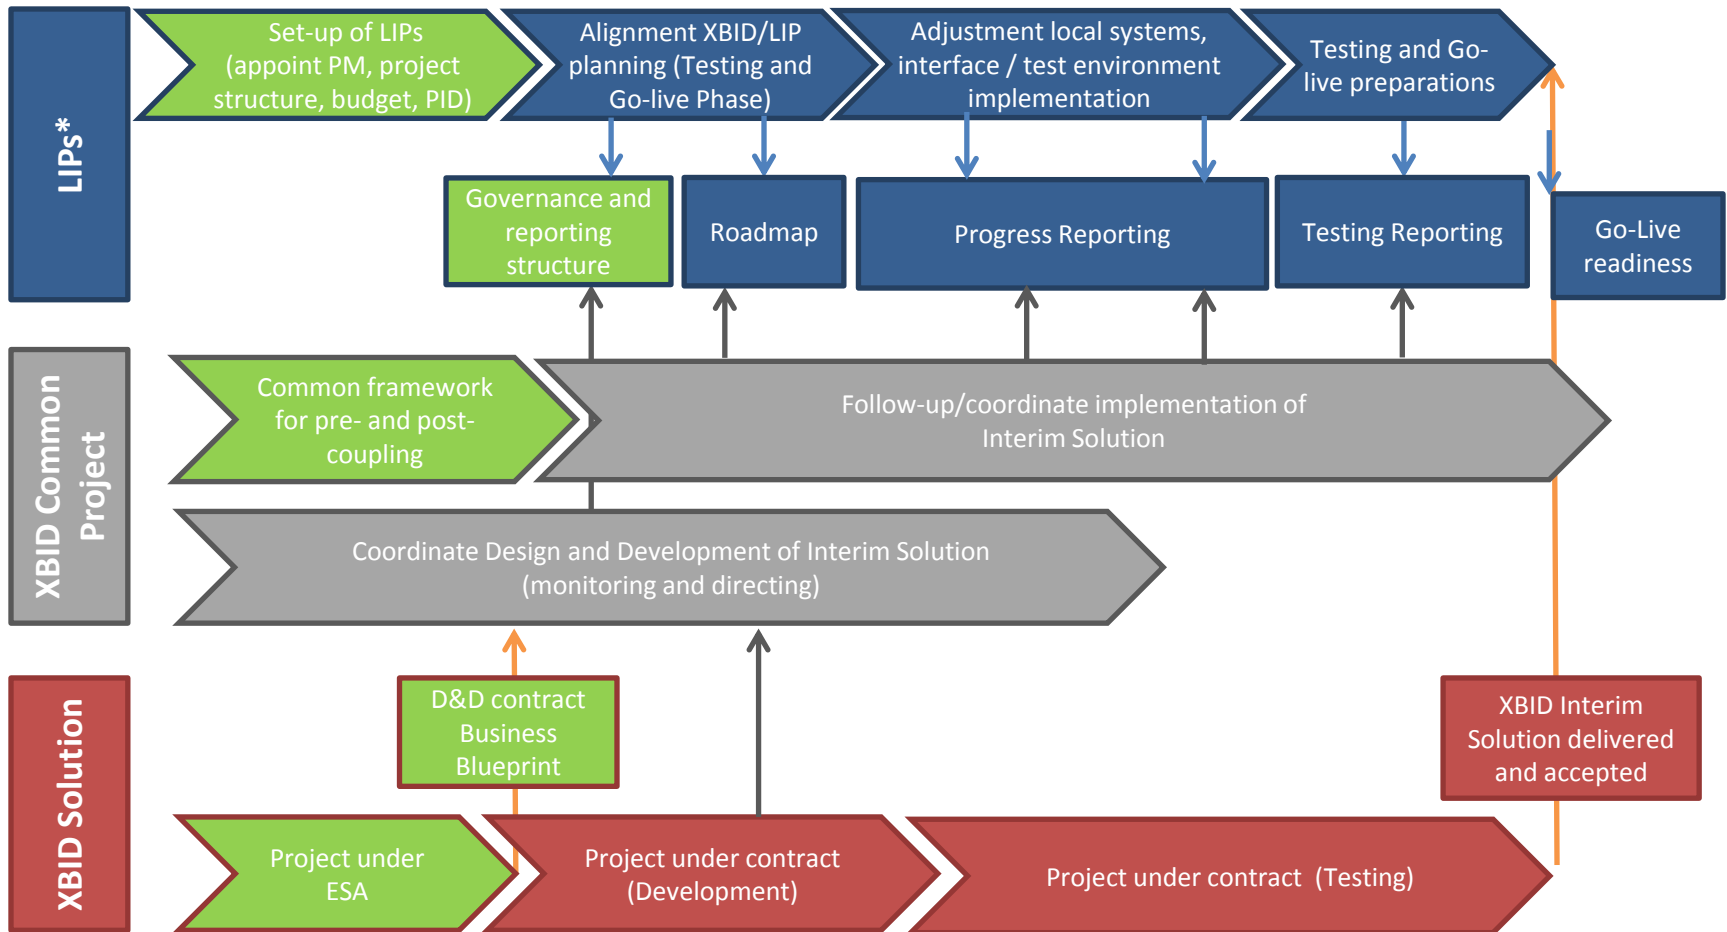 LIPs*
Set-up of LIPs
(appoint PM, project
structure, budget, PID)
Alignment XBID/LIP
planning (Testing and
Go-live Phase)
Adjustment local systems,
interface / test environment
implementation
Testing and Go-
live preparations
Governance and
reporting
structure
Roadmap
Progress Reporting
Testing Reporting
Go-Live
readiness
XBID Common
Project
Common framework
for pre- and post-
coupling
Follow-up/coordinate implementation of
Interim Solution
Coordinate Design and Development of Interim Solution
(monitoring and directing)
XBID Solution
D&D contract
Business
Blueprint
XBID Interim
Solution delivered
and accepted
Project under
ESA
Project under contract
(Development)
Project under contract (Testing)